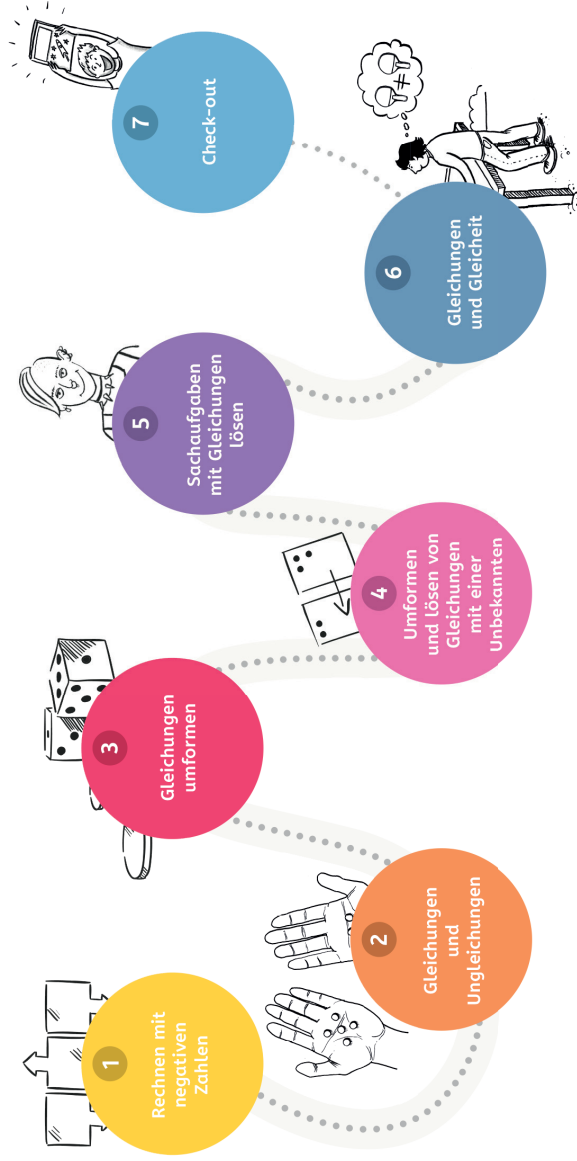 1
Rechnen mit
negativen
Zahlen
2
Gleichungen
und
Ungleichungen
3
Gleichungen
umformen
4
Umformen
und lösen von
Gleichungen
mit einer
Unbekannten
5
Sachaufgaben
mit Gleichungen
lösen
6
Gleichungen
und Gleicheit
7
Check-out